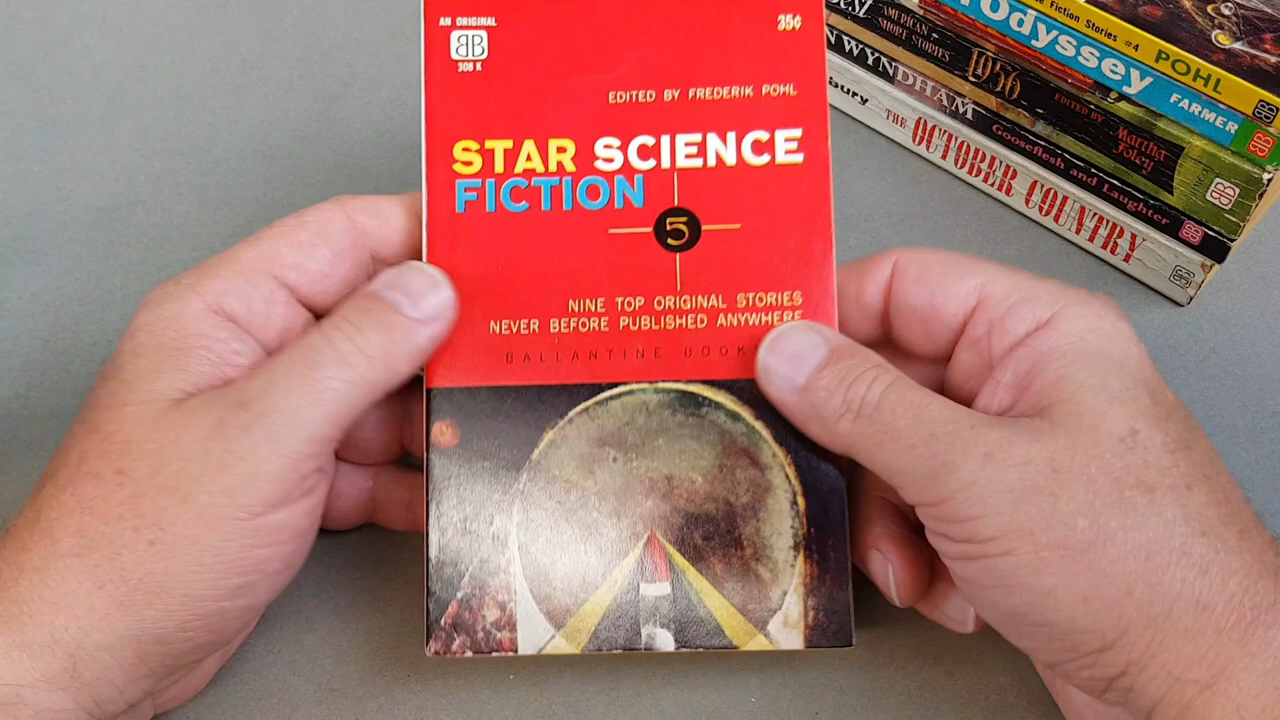 AN ORIGINAL
BB
308 K
35¢
EDITED BY FREDERIK POHL
STAR SCIENCE
FICTION
5
NINE TOP ORIGINAL STORIES
NEVER BEFORE PUBLISHED ANYWHERE
BALLANTINE BOOKS
Fiction Stories #4 POHL
Odyssey FARMER
Best AMERICAN SHORT STORIES 1956 EDITED BY Martha Foley
WYNDHAM Gooseflesh and Laughter
bury THE OCTOBER COUNTRY